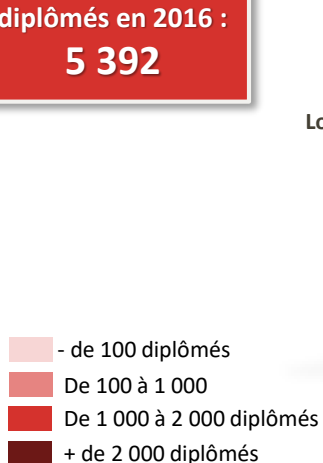 diplômés en 2016 :
5 392
Lo
- de 100 diplômés
De 100 à 1 000
De 1 000 à 2 000 diplômés
+ de 2 000 diplômés